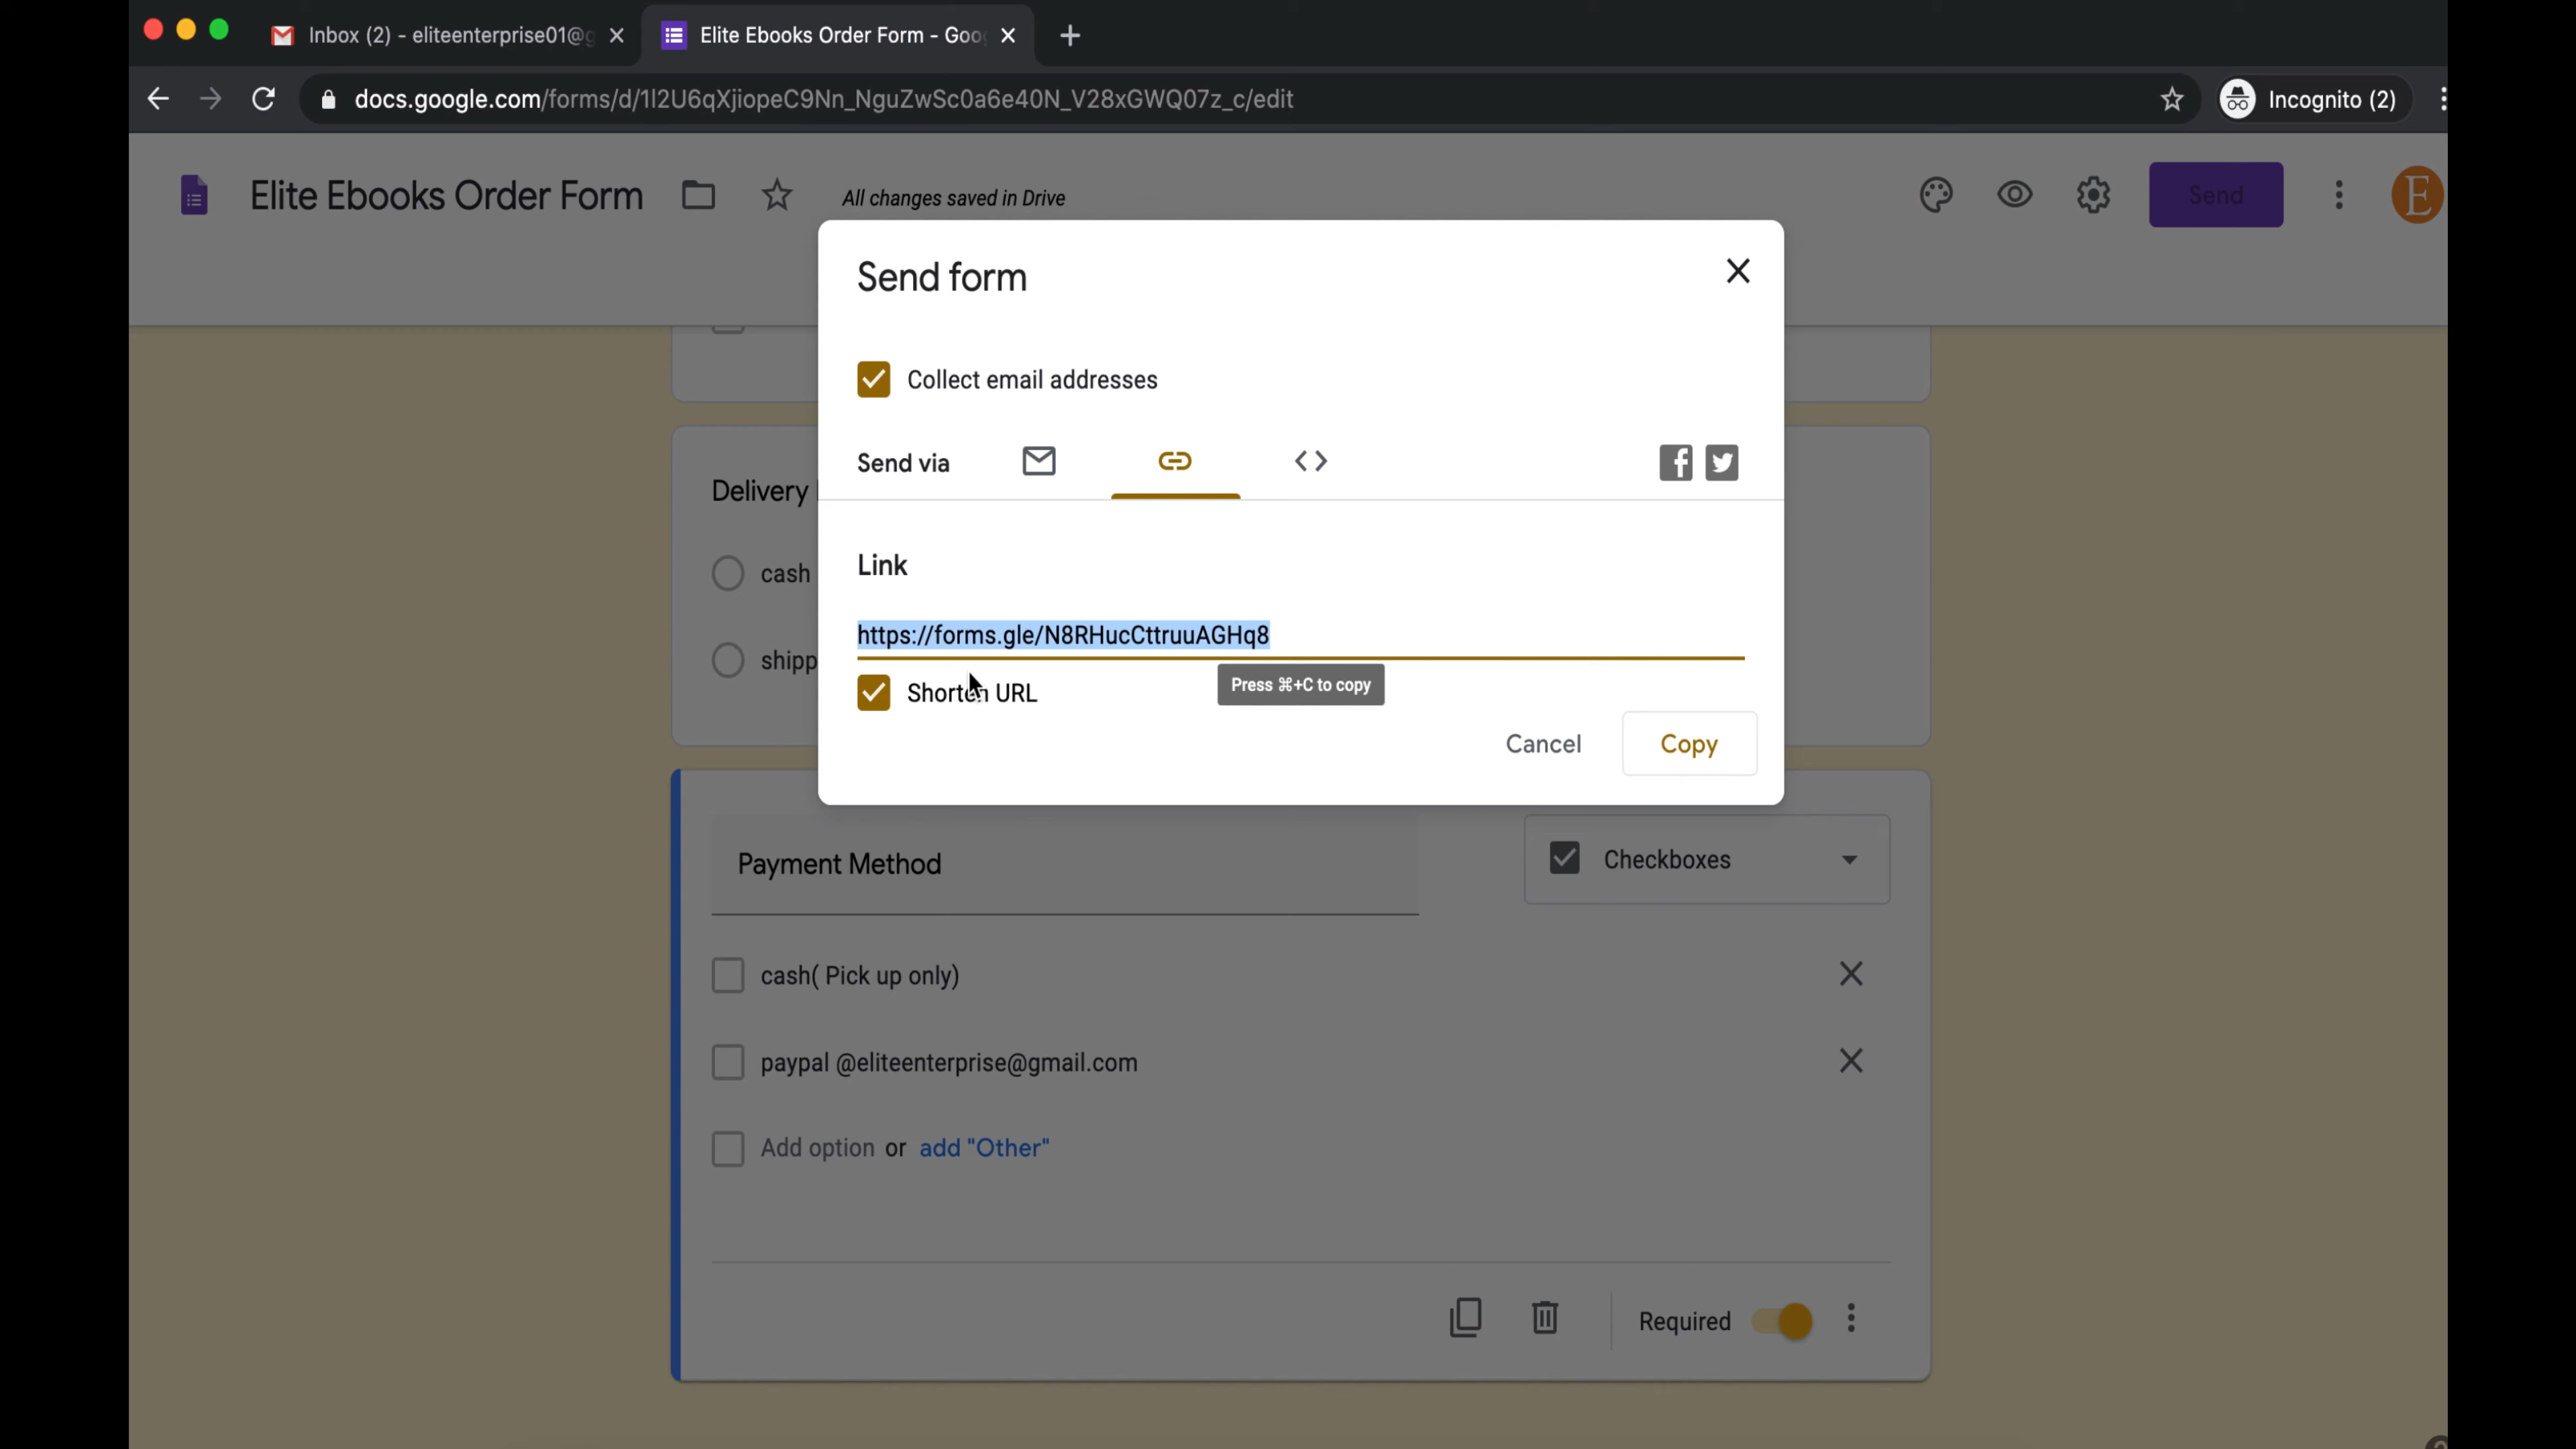 Inbox (2) - eliteenterprise01@g
Elite Ebooks Order Form - Goo
docs.google.com/forms/d/1I2U6qXjiopeC9Nn_NguZwSc0a6e40N_V28xGWQ07z_c/edit
Incognito (2)
Elite Ebooks Order Form
All changes saved in Drive
Send
E
Send form
Collect email addresses
Send via
Link
https://forms.gle/N8RHucCttruuAGHq8
Press ⌘+C to copy
Shorten URL
Cancel
Copy
Delivery
cash
shipp
Payment Method
Checkboxes
cash( Pick up only)
paypal @eliteenterprise@gmail.com
Add option or add "Other"
Required